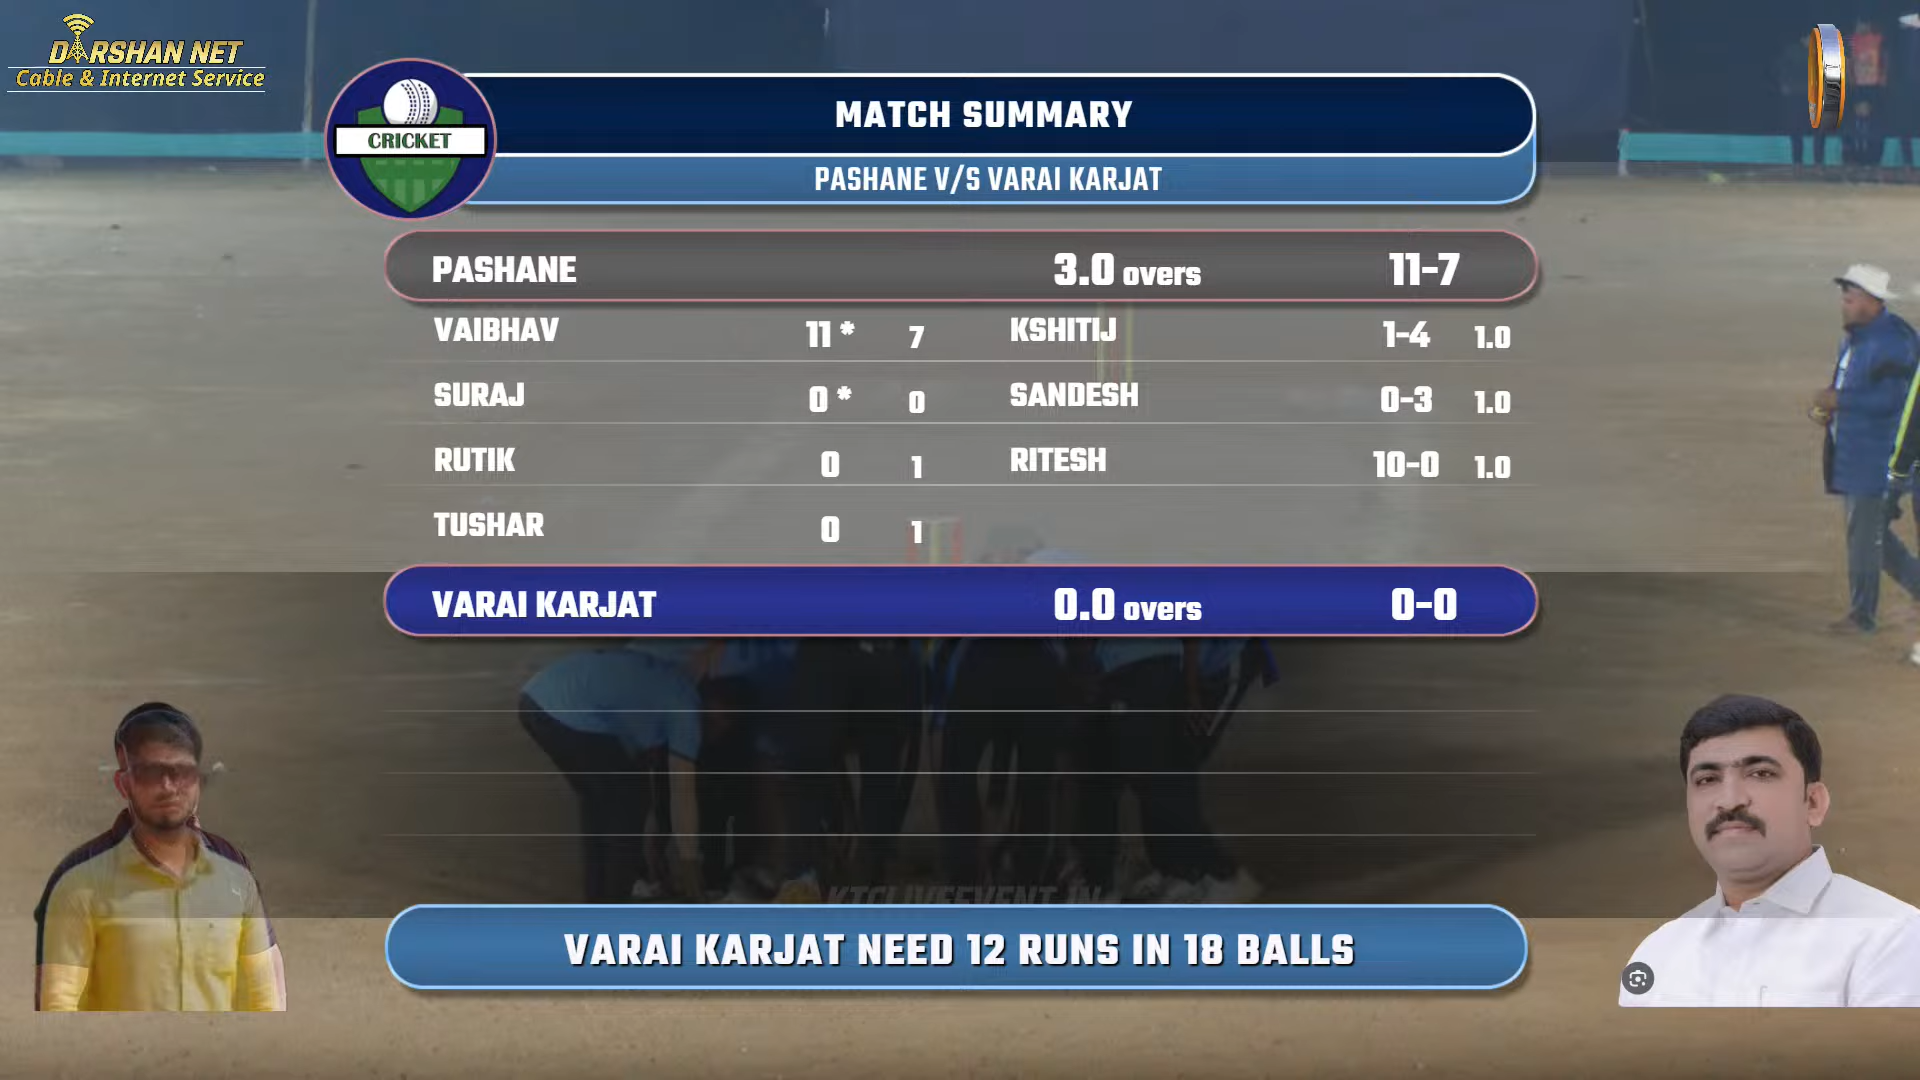 DARSHAN NET
Cable & Internet Service
CRICKET
MATCH SUMMARY
PASHANE V/S VARAI KARJAT
PASHANE 3.0 overs 11-7
VAIBHAV 11 * 7 KSHITIJ 1-4 1.0
SURAJ 0 * 0 SANDESH 0-3 1.0
RUTIK 0 1 RITESH 10-0 1.0
TUSHAR 0 1
VARAI KARJAT 0.0 overs 0-0
KTCLIVEEVENT.IN
VARAI KARJAT NEED 12 RUNS IN 18 BALLS